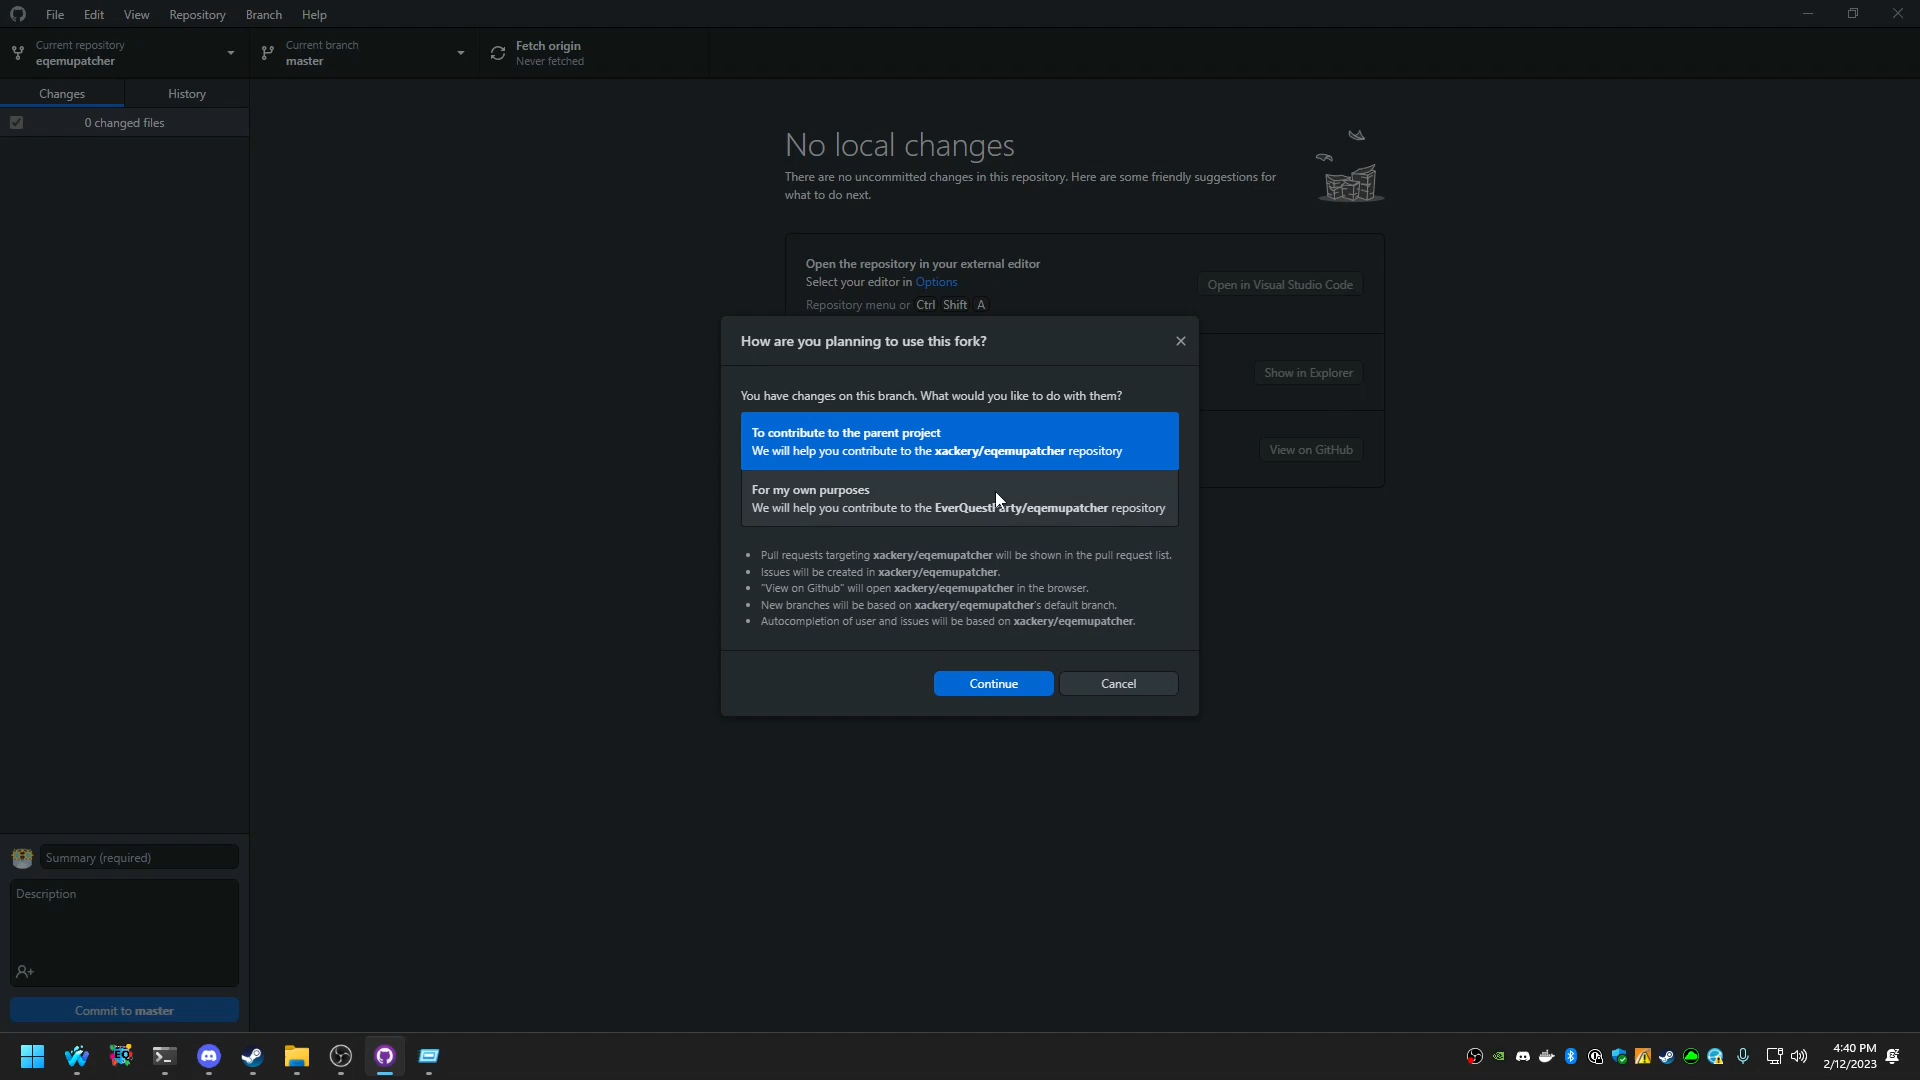 File Edit View Repository Branch Help
Current repository
eqemupatcher
Current branch
master
Fetch origin
Never fetched
Changes History
0 changed files
No local changes
There are no uncommitted changes in this repository. Here are some friendly suggestions for
what to do next.
Open the repository in your external editor
Select your editor in Options
Repository menu or Ctrl Shift A
Open in Visual Studio Code
Show in Explorer
View on GitHub
How are you planning to use this fork?
You have changes on this branch. What would you like to do with them?
To contribute to the parent project
We will help you contribute to the xackery/eqemupatcher repository
For my own purposes
We will help you contribute to the EverQuestParty/eqemupatcher repository
• Pull requests targeting xackery/eqemupatcher will be shown in the pull request list.
• Issues will be created in xackery/eqemupatcher.
• "View on Github" will open xackery/eqemupatcher in the browser.
• New branches will be based on xackery/eqemupatcher's default branch.
• Autocompletion of user and issues will be based on xackery/eqemupatcher.
Continue Cancel
Summary (required)
Description
Commit to master
EQ
4:40 PM
2/12/2023